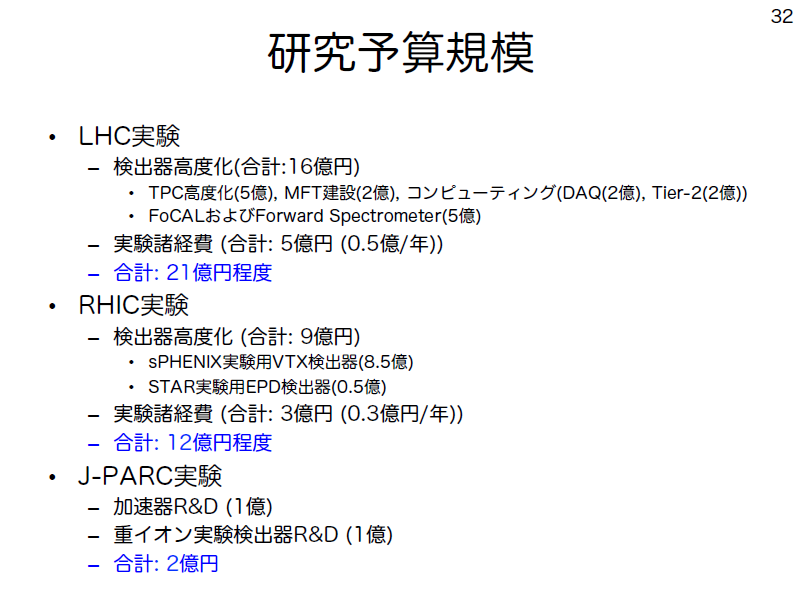 32
研究予算規模
• LHC実験
– 検出器高度化(合計:16億円)
• TPC高度化(5億), MFT建設(2億), コンピューティング(DAQ(2億), Tier-2(2億))
• FoCALおよびForward Spectrometer(5億)
– 実験諸経費 (合計: 5億円 (0.5億/年))
– 合計: 21億円程度
• RHIC実験
– 検出器高度化 (合計: 9億円)
• sPHENIX実験用VTX検出器(8.5億)
• STAR実験用EPD検出器(0.5億)
– 実験諸経費 (合計: 3億円 (0.3億円/年))
– 合計: 12億円程度
• J-PARC実験
– 加速器R&D (1億)
– 重イオン実験検出器R&D (1億)
– 合計: 2億円